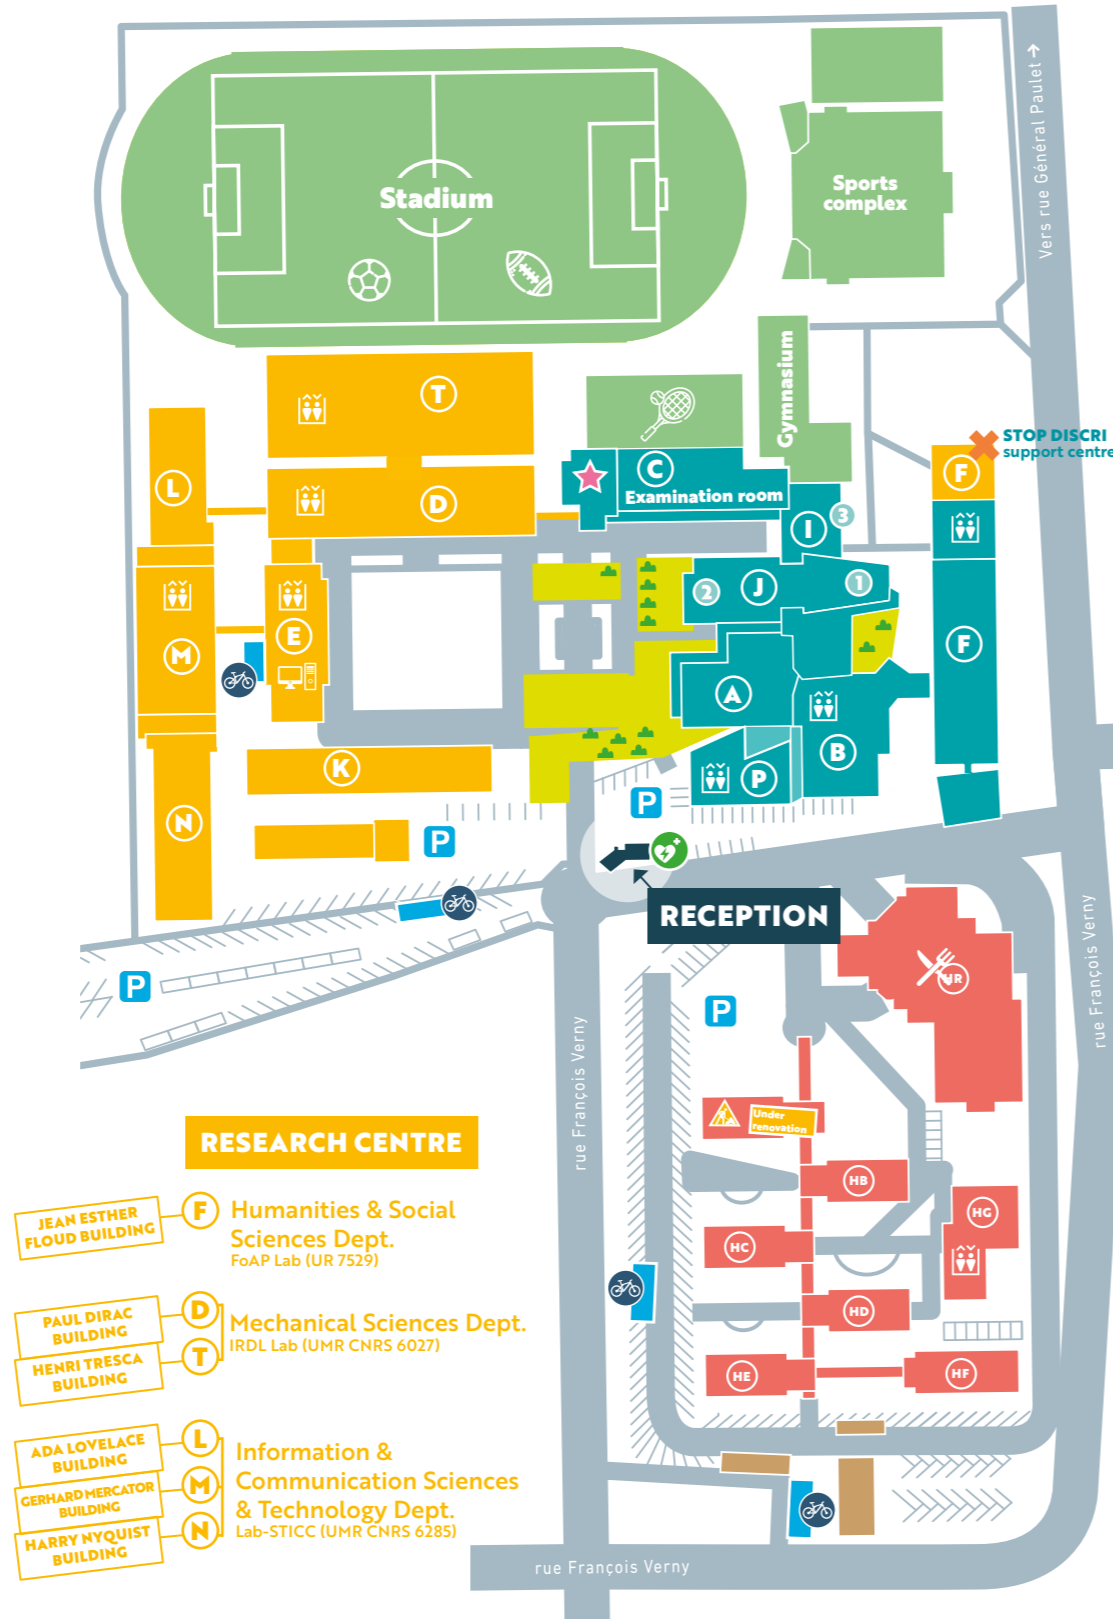 Vers rue Général Paulet →
Stadium
Sports
complex
Gymnasium
T
L
D
C
Examination room
STOP DISCRI
support centre
F
I
3
2
J
1
E
M
F
A
B
K
P
N
P
P
RECEPTION
P
P
HR
rue François Verny
rue François Verny
Under
renovation
HB
HG
HC
HD
HE
HF
rue François Verny
RESEARCH CENTRE
JEAN ESTHER
FLOUD BUILDING
F
Humanities & Social
Sciences Dept.
FoAP Lab (UR 7529)
PAUL DIRAC
BUILDING
D
HENRI TRESCA
BUILDING
T
Mechanical Sciences Dept.
IRDL Lab (UMR CNRS 6027)
ADA LOVELACE
BUILDING
L
GERHARD MERCATOR
BUILDING
M
HARRY NYQUIST
BUILDING
N
Information &
Communication Sciences
& Technology Dept.
Lab-STICC (UMR CNRS 6285)